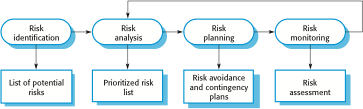 Risk
identification
Risk
analysis
Risk
planning
Risk
monitoring
List of potential
risks
Prioritized risk
list
Risk avoidance
and contingency
plans
Risk
assessment